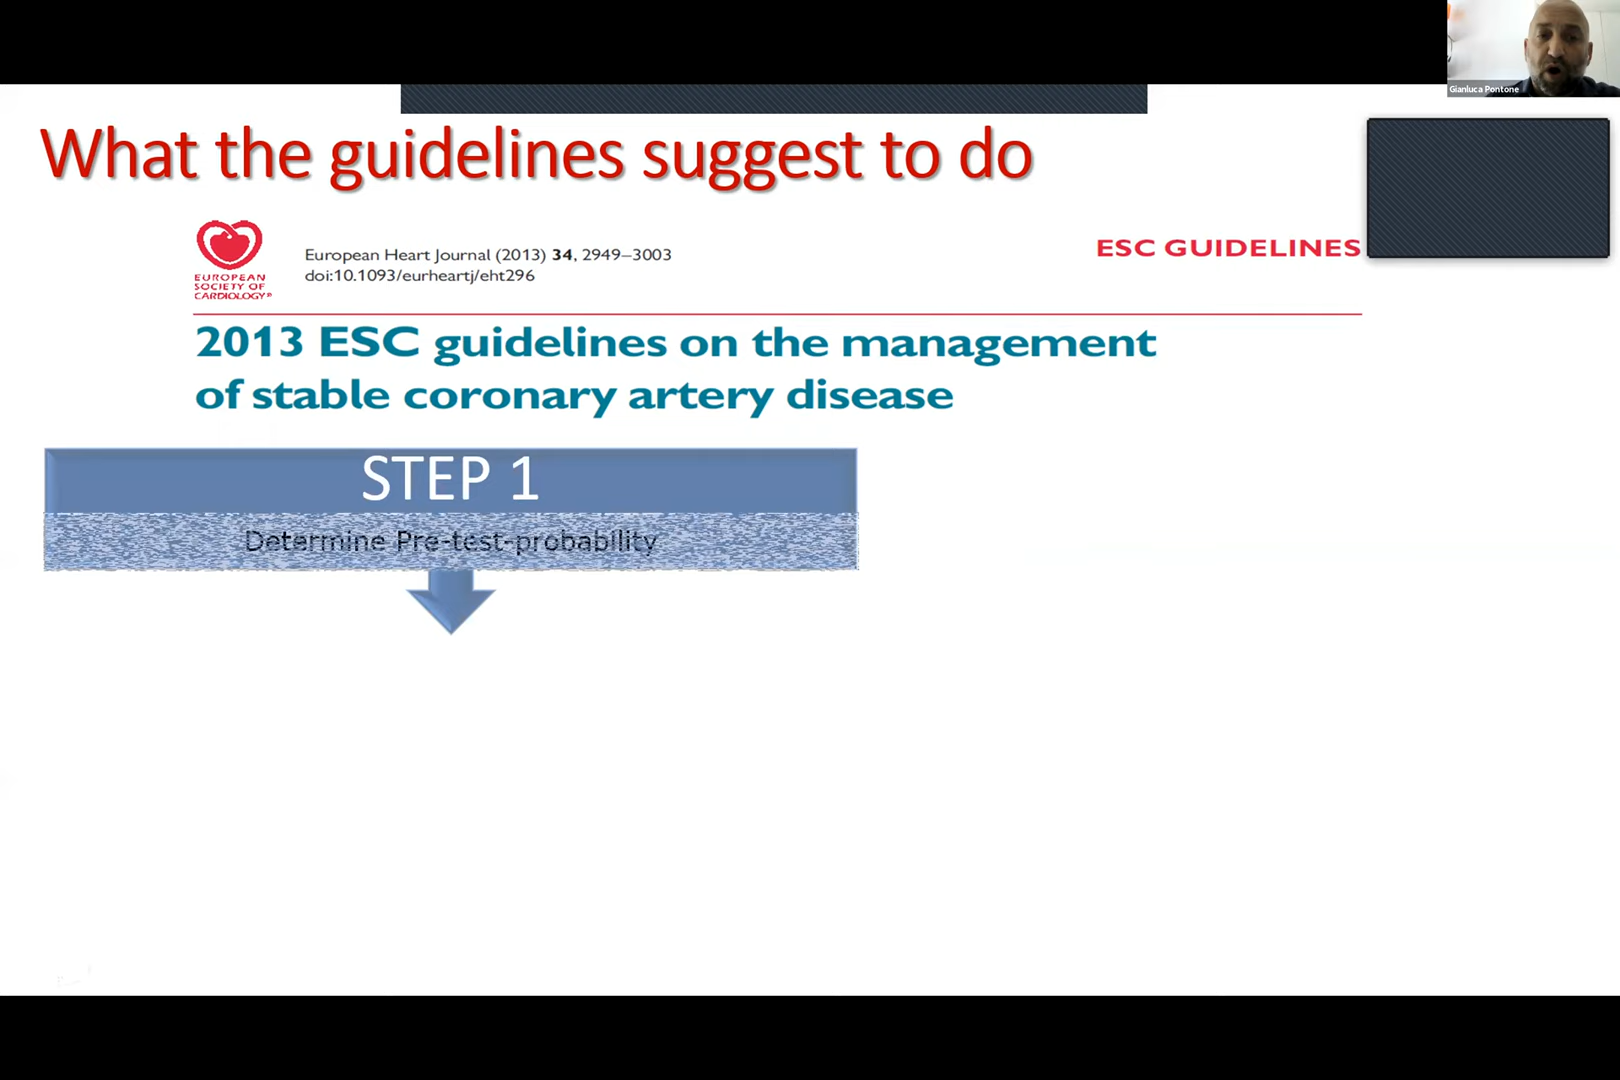 Gianluca Pontone
What the guidelines suggest to do
EUROPEAN
SOCIETY OF
CARDIOLOGY®
European Heart Journal (2013) 34, 2949–3003
doi:10.1093/eurheartj/eht296
ESC GUIDELINES
2013 ESC guidelines on the management
of stable coronary artery disease
STEP 1
Determine Pre-test-probability